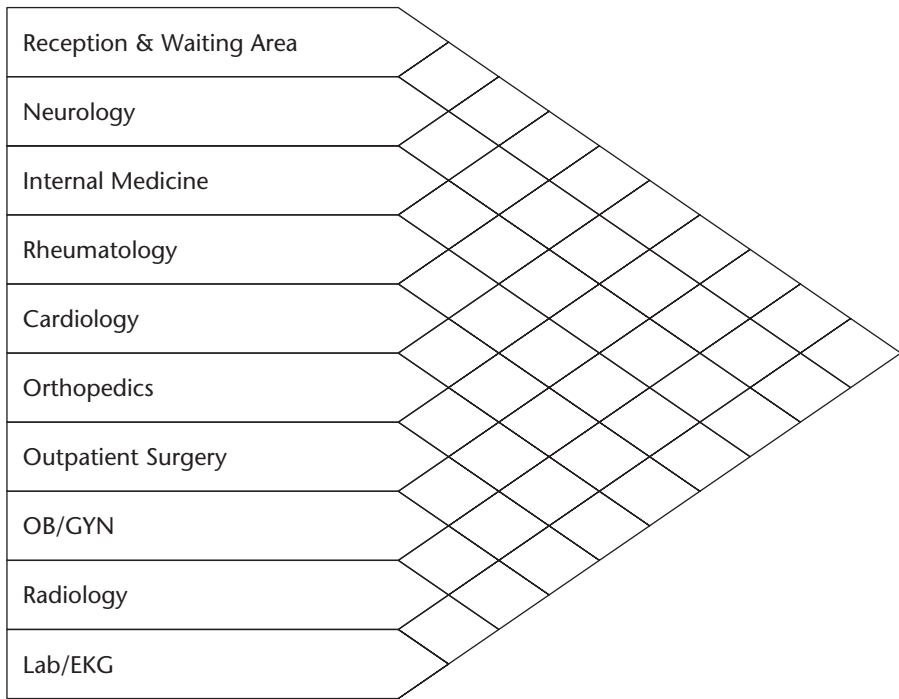 Reception & Waiting Area
Neurology
Internal Medicine
Rheumatology
Cardiology
Orthopedics
Outpatient Surgery
OB/GYN
Radiology
Lab/EKG